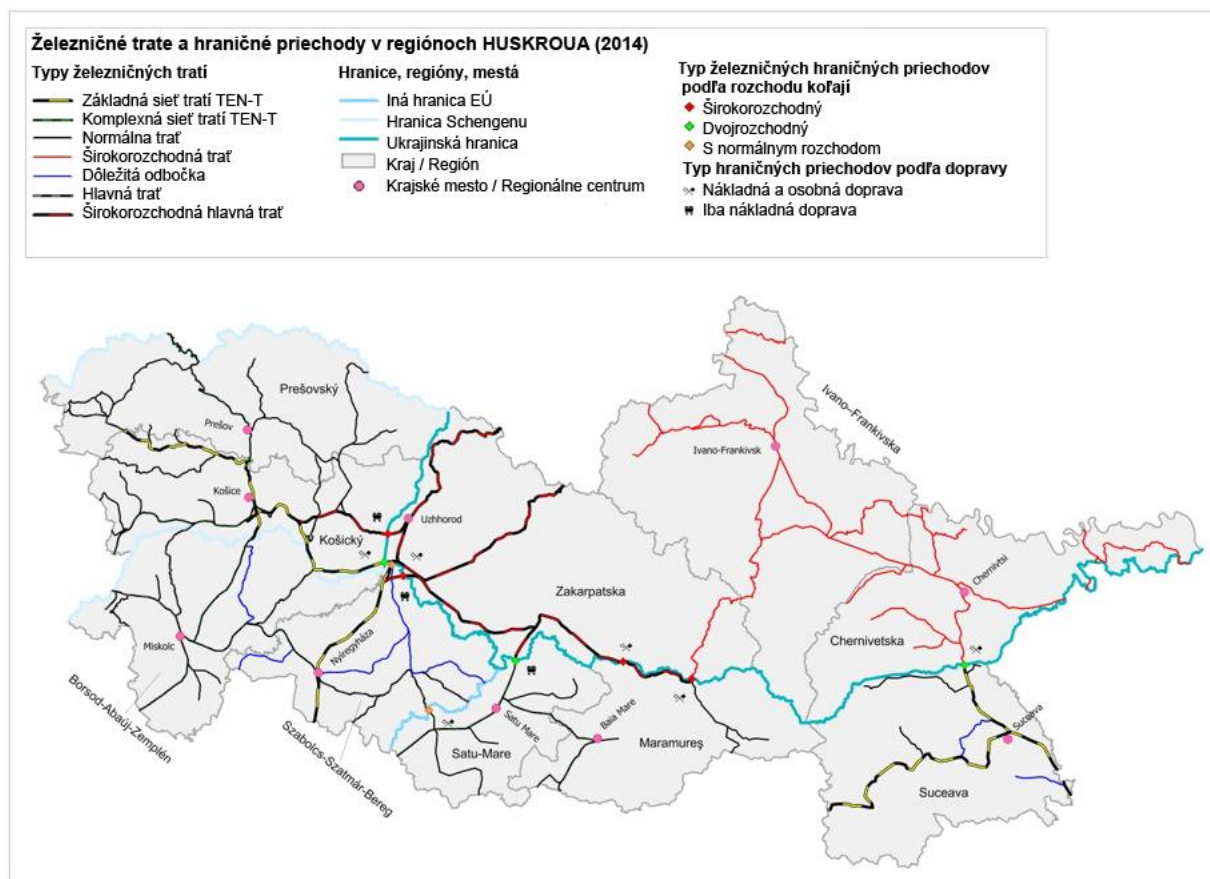 Železničné trate a hraničné priechody v regiónoch HUSKROUA (2014)
Typy železničných tratí
Základná sieť tratí TEN-T
Komplexná sieť tratí TEN-T
Normálna trať
Širokorozchodná trať
Dôležitá odbočka
Hlavná trať
Širokorozchodná hlavná trať
Hranice, regióny, mestá
Iná hranica EÚ
Hranica Schengenu
Ukrajinská hranica
Kraj / Región
Krajské mesto / Regionálne centrum
Typ železničných hraničných priechodov
podľa rozchodu koľají
Širokorozchodný
Dvojrozchodný
S normálnym rozchodom
Typ hraničných priechodov podľa dopravy
Nákladná a osobná doprava
Iba nákladná doprava
Prešovský
Prešov
Košice
Košický
Uzhhorod
Miskolc
Nyíregyháza
Borsod-Abaúj-Zemplén
Szabolcs-Szatmár-Bereg
Zakarpatska
Satu Mare
Satu-Mare
Baia Mare
Maramureş
Ivano-Frankivsk
Ivano–Frankivska
Chernivtsi
Chernivetska
Suceava
Suceava